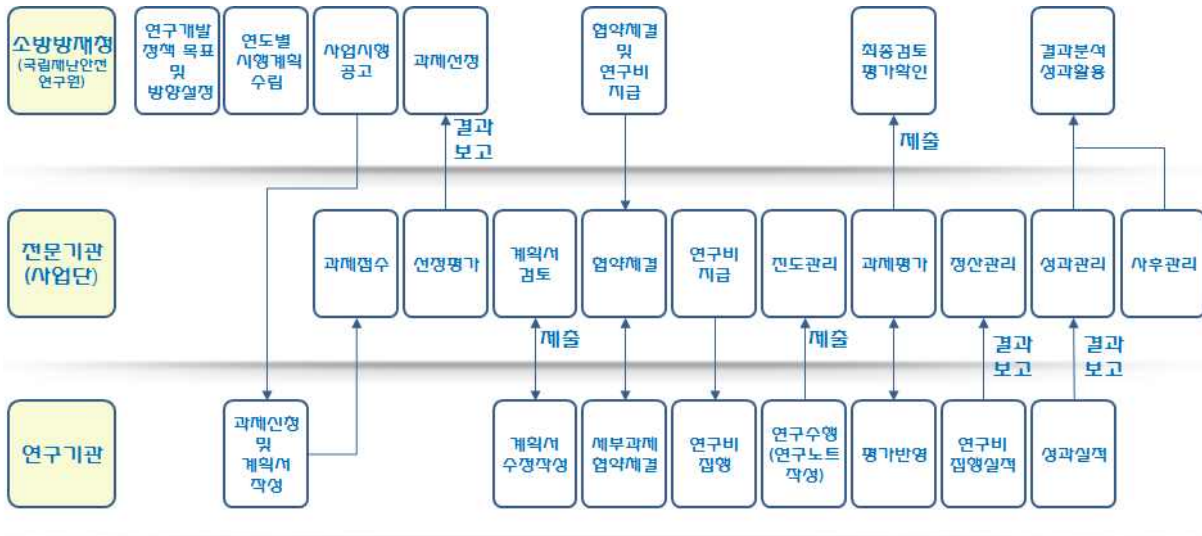 소방방재청
(국립재난안전
연구원)
연구개발
정책 목표
및
방향설정
연도별
시행계획
수립
사업시행
공고
과제선정
협약체결
및
연구비
지급
최종검토
평가확인
결과분석
성과활용
결과
보고
제출
전문기관
(사업단)
과제접수
선정평가
계획서
검토
협약체결
연구비
지급
진도관리
과제평가
정산관리
성과관리
사후관리
제출
제출
결과
보고
결과
보고
연구기관
과제신청
및
계획서
작성
계획서
수정작성
세부과제
협약체결
연구비
집행
연구수행
(연구노트
작성)
평가반영
연구비
집행실적
성과실적